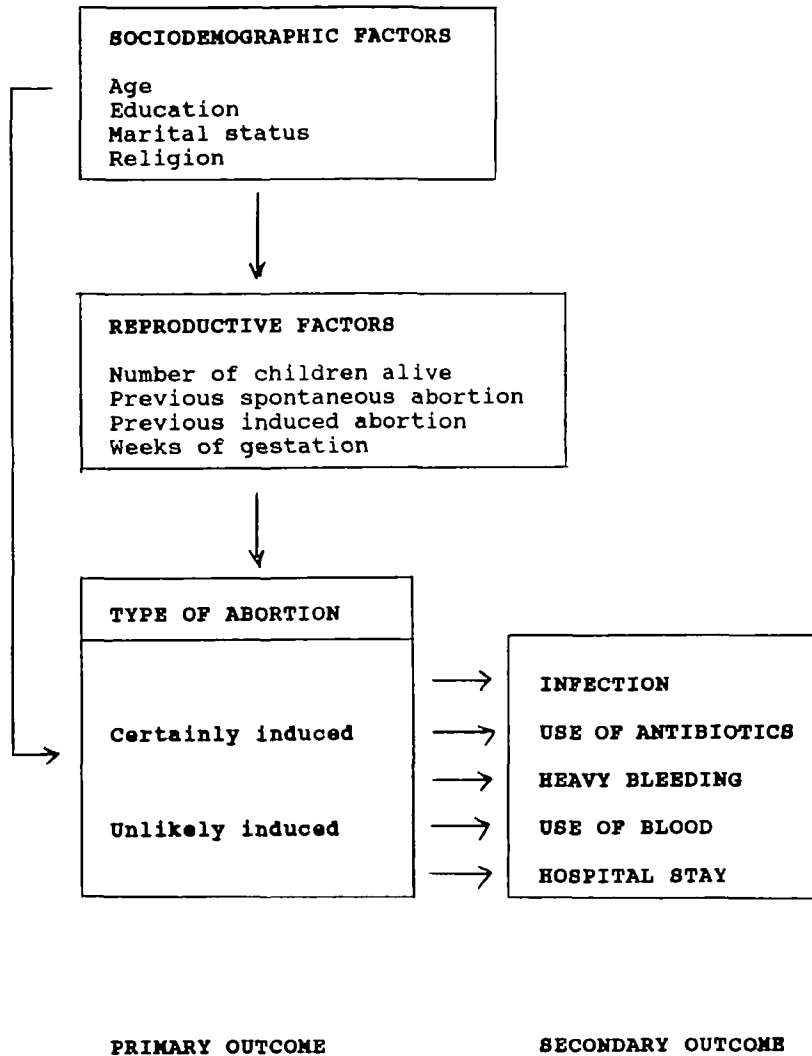 SOCIODEMOGRAPHIC FACTORS
Age
Education
Marital status
Religion
REPRODUCTIVE FACTORS
Number of children alive
Previous spontaneous abortion
Previous induced abortion
Weeks of gestation
TYPE OF ABORTION
Certainly induced
Unlikely induced
INFECTION
USE OF ANTIBIOTICS
HEAVY BLEEDING
USE OF BLOOD
HOSPITAL STAY
PRIMARY OUTCOME
SECONDARY OUTCOME